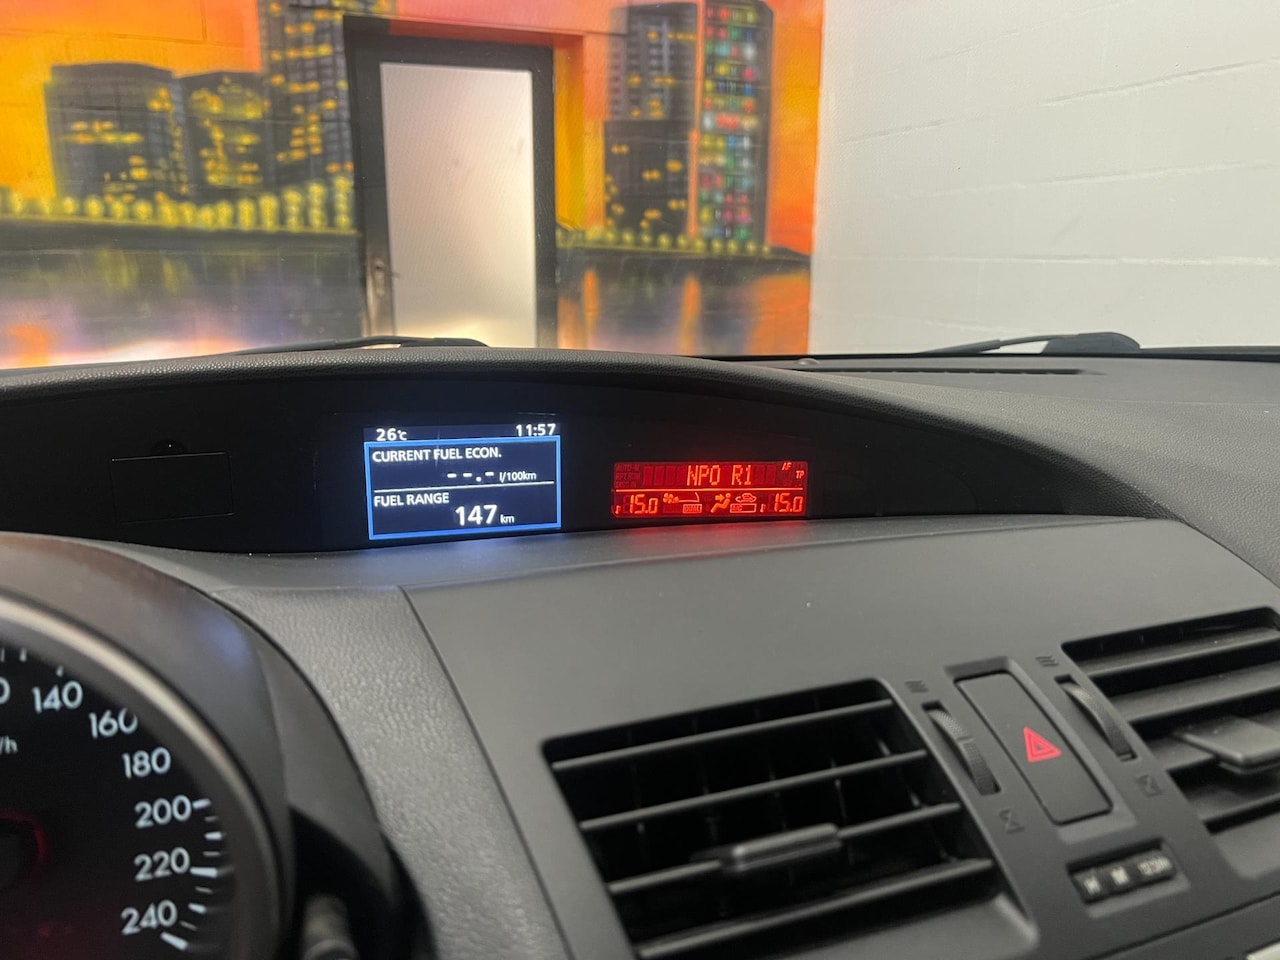 26°C 11:57
CURRENT FUEL ECON.
--.- l/100km
FUEL RANGE
147 km
AF
NPO R1 TP
15.0 15.0
140
160
180
200
220
240